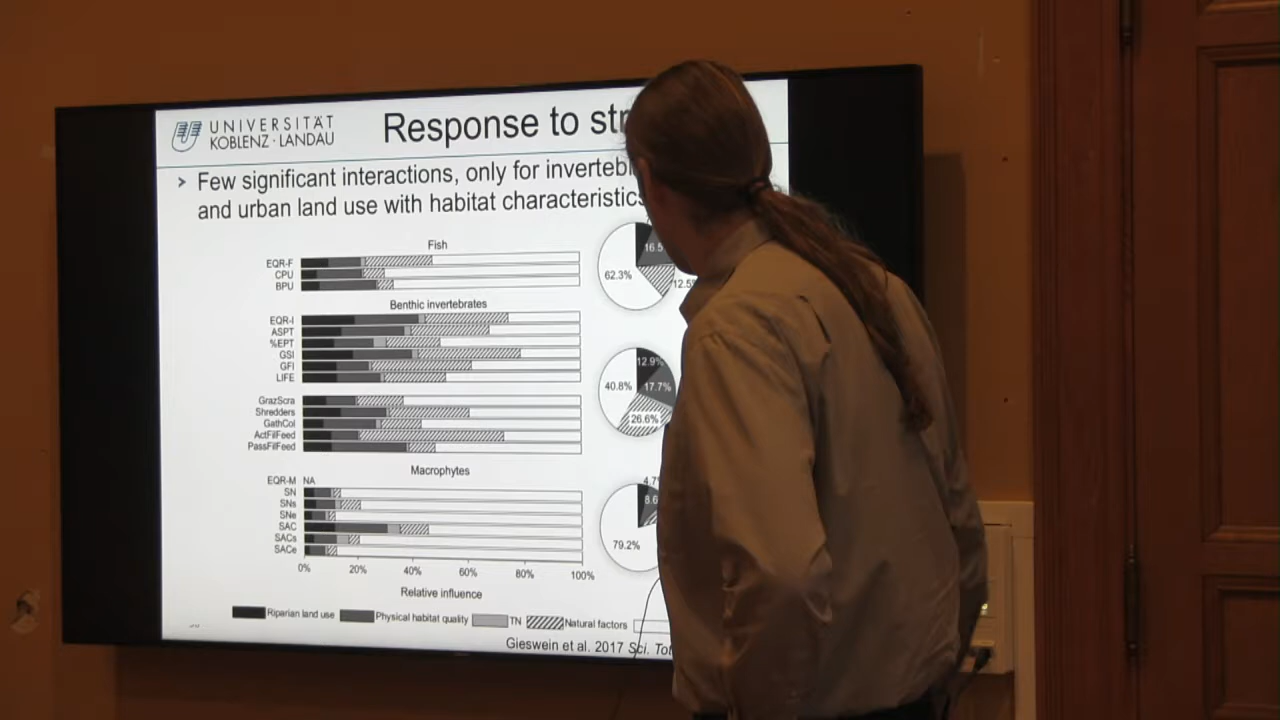 UNIVERSITÄT
KOBLENZ · LANDAU
Response to
Few significant interactions, only for
and urban land use with habitat characteristics
Fish
EQR-F
CPU
BPU
62.3%
16.5
12.5
Benthic invertebrates
EQR-I
ASPT
%EPT
GSI
GFI
LIFE
GrazScra
Shredders
GathCol
ActFilFeed
PassFilFeed
12.9%
40.8%
17.7%
26.6%
Macrophytes
EQR-M NA
SN
SNs
SNe
SAC
SACs
SACe
4.7
8.6
79.2%
0% 20% 40% 60% 80% 100%
Relative influence
Riparian land use Physical habitat quality TN Natural factors
Gieswein et al. 2017 Sci. Tot